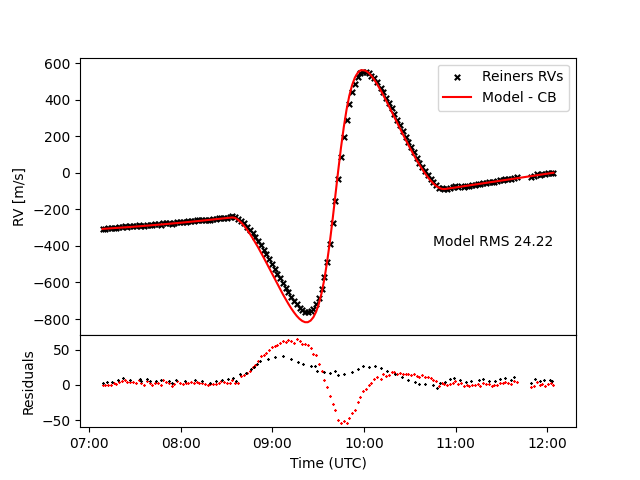 600
400
200
0
−200
−400
−600
−800
RV [m/s]
Reiners RVs
Model - CB
Model RMS 24.22
50
0
−50
Residuals
07:00 08:00 09:00 10:00 11:00 12:00
Time (UTC)